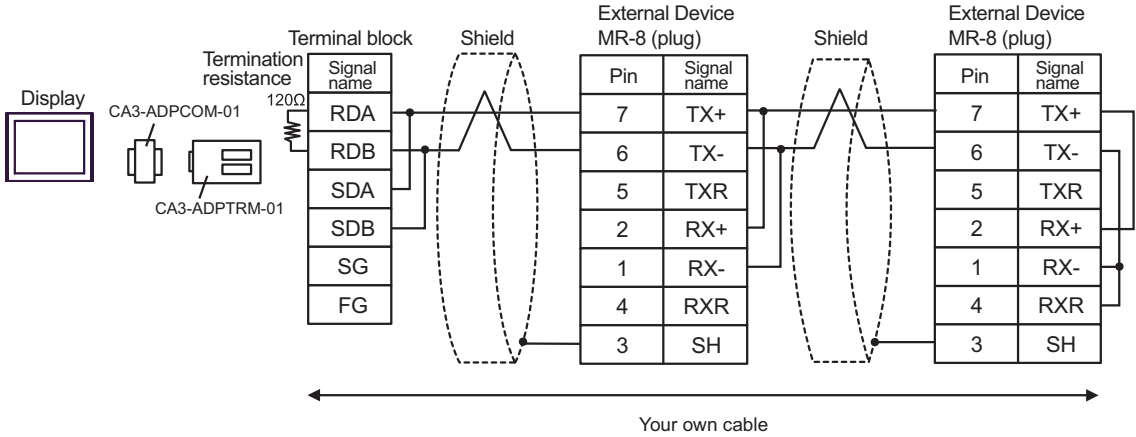 Display
CA3-ADPCOM-01
CA3-ADPTRM-01
Termination
resistance
120Ω
Terminal block
Signal
name
RDA
RDB
SDA
SDB
SG
FG
Shield
External Device
MR-8 (plug)
Pin
Signal
name
7 TX+
6 TX-
5 TXR
2 RX+
1 RX-
4 RXR
3 SH
Shield
External Device
MR-8 (plug)
Pin
Signal
name
7 TX+
6 TX-
5 TXR
2 RX+
1 RX-
4 RXR
3 SH
Your own cable